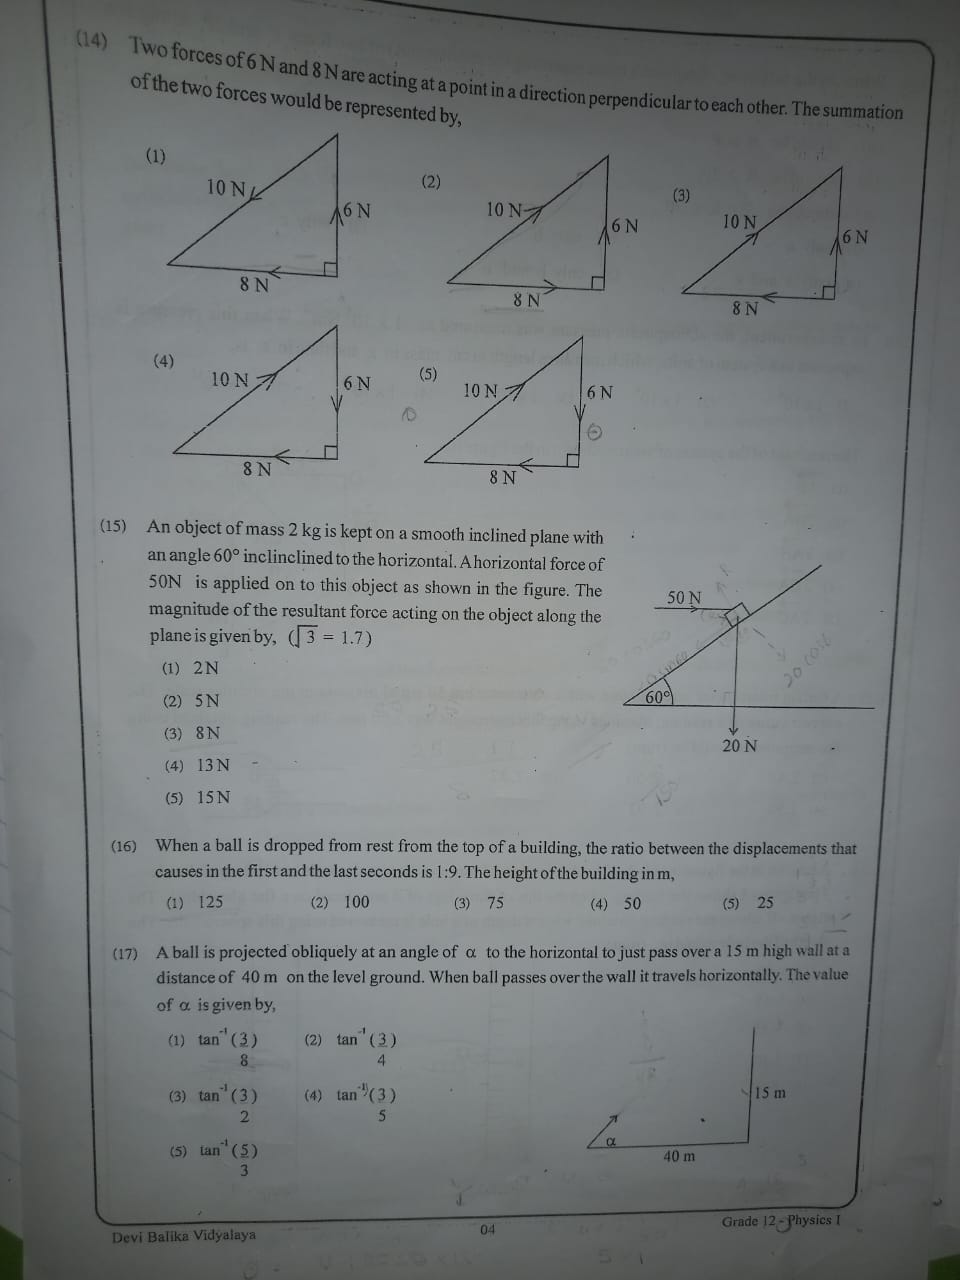 (14) Two forces of 6 N and 8 N are acting at a point in a direction perpendicular to each other. The summation
of the two forces would be represented by,
(1)
10 N
6 N
8 N
(2)
10 N
6 N
8 N
(3)
10 N
6 N
8 N
(4)
10 N
6 N
8 N
(5)
10 N
6 N
8 N
(15) An object of mass 2 kg is kept on a smooth inclined plane with
an angle 60° inclinclined to the horizontal. A horizontal force of
50N is applied on to this object as shown in the figure. The
magnitude of the resultant force acting on the object along the
plane is given by, (√3 = 1.7)
(1) 2 N
(2) 5 N
(3) 8 N
(4) 13 N
(5) 15 N
50 N
60°
20 N
20 cos60
(16) When a ball is dropped from rest from the top of a building, the ratio between the displacements that
causes in the first and the last seconds is 1:9. The height of the building in m,
(1) 125 (2) 100 (3) 75 (4) 50 (5) 25
(17) A ball is projected obliquely at an angle of α to the horizontal to just pass over a 15 m high wall at a
distance of 40 m on the level ground. When ball passes over the wall it travels horizontally. The value
of α is given by,
(1) tan⁻¹(3) (2) tan⁻¹(3)
8 4
(3) tan⁻¹(3) (4) tan⁻¹(3)
2 5
(5) tan⁻¹(5)
3
15 m
α
40 m
Devi Balika Vidyalaya 04 Grade 12 - Physics I